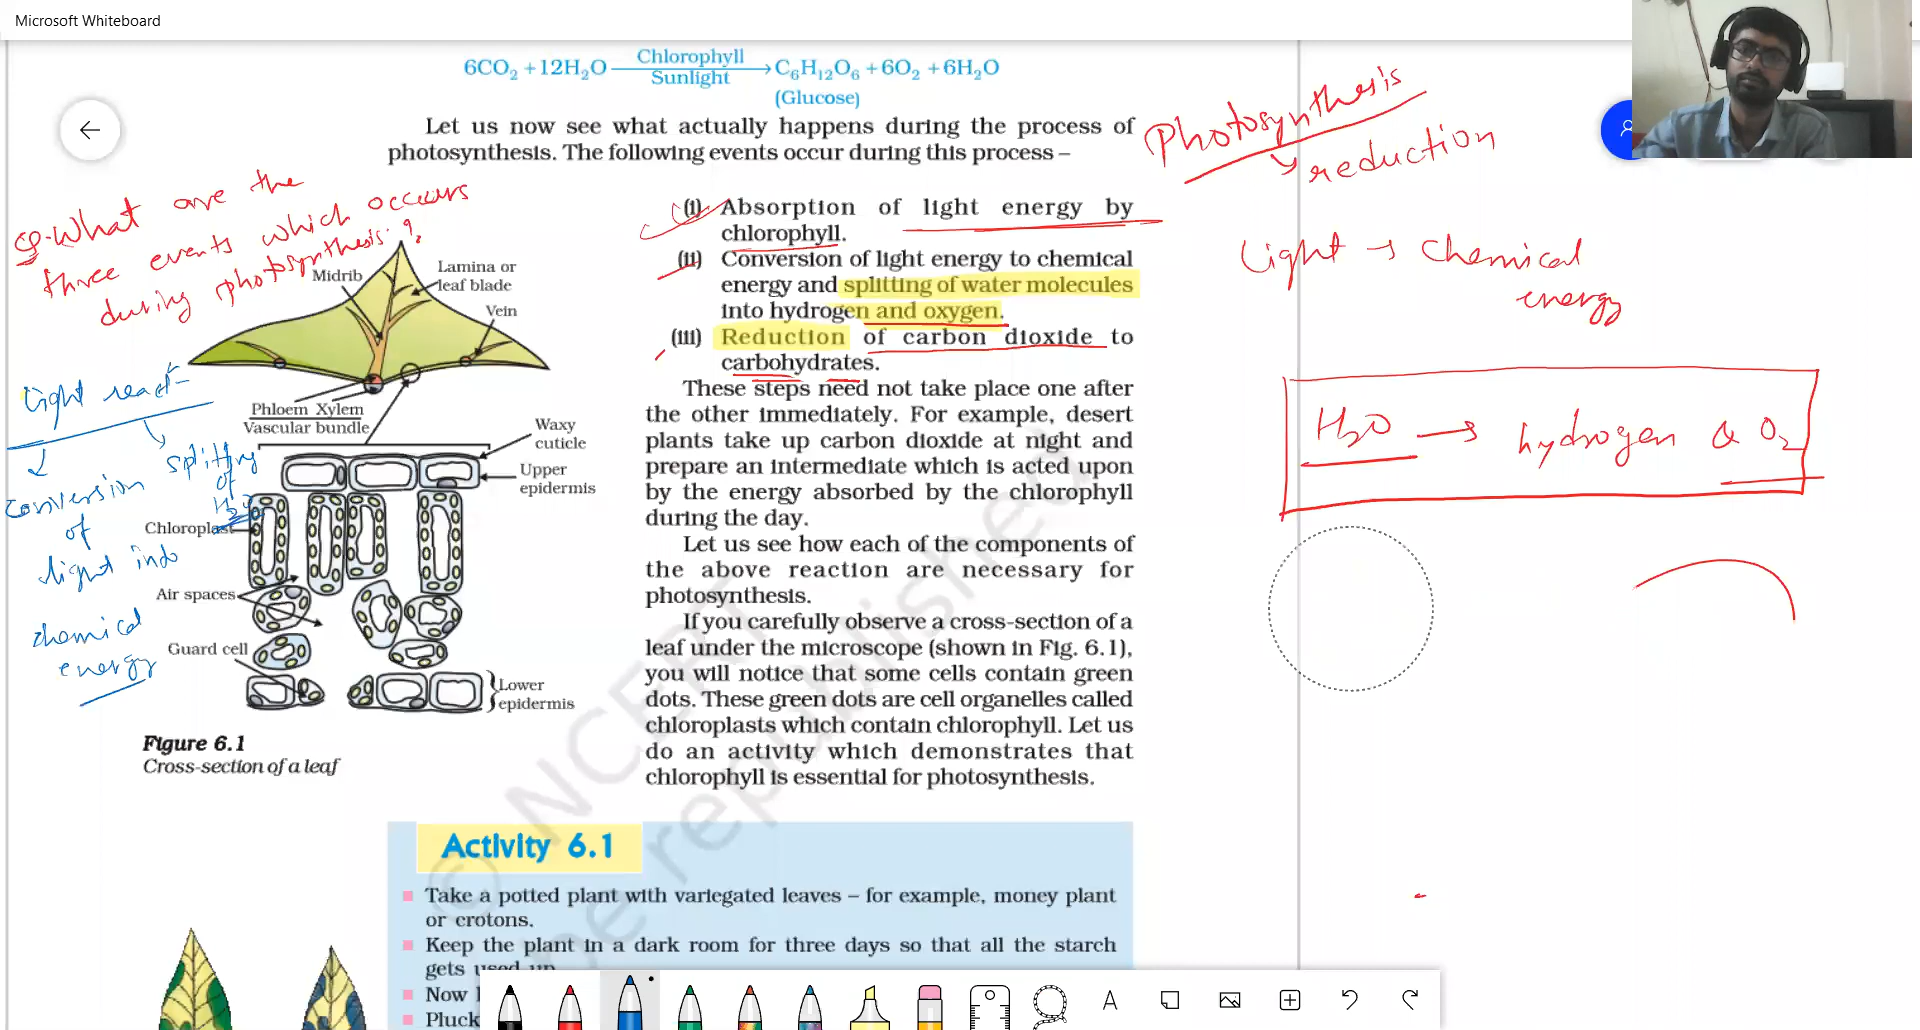 Microsoft Whiteboard
6CO2 + 12H2O Chlorophyll Sunlight → C6H12O6 + 6O2 + 6H2O
(Glucose)
Let us now see what actually happens during the process of
photosynthesis. The following events occur during this process –
(i) Absorption of light energy by
chlorophyll.
(ii) Conversion of light energy to chemical
energy and splitting of water molecules
into hydrogen and oxygen.
(iii) Reduction of carbon dioxide to
carbohydrates.
These steps need not take place one after
the other immediately. For example, desert
plants take up carbon dioxide at night and
prepare an intermediate which is acted upon
by the energy absorbed by the chlorophyll
during the day.
Let us see how each of the components of
the above reaction are necessary for
photosynthesis.
If you carefully observe a cross-section of a
leaf under the microscope (shown in Fig. 6.1),
you will notice that some cells contain green
dots. These green dots are cell organelles called
chloroplasts which contain chlorophyll. Let us
do an activity which demonstrates that
chlorophyll is essential for photosynthesis.
Q. What are the
three events which occurs
during photosynthesis?
Midrib
Lamina or
leaf blade
Vein
Phloem Xylem
Vascular bundle
Waxy
cuticle
Upper
epidermis
Chloroplast
Air spaces
Guard cell
Lower
epidermis
Figure 6.1
Cross-section of a leaf
Light react-
splitting
of
H2O
conversion
of
light into
chemical
energy
Photosynthesis
→ reduction
Light → Chemical
energy
H2O → hydrogen & O2
© NCERT
be republished
Activity 6.1
Take a potted plant with variegated leaves – for example, money plant
or crotons.
Keep the plant in a dark room for three days so that all the starch
gets used up
Now
Pluck
A